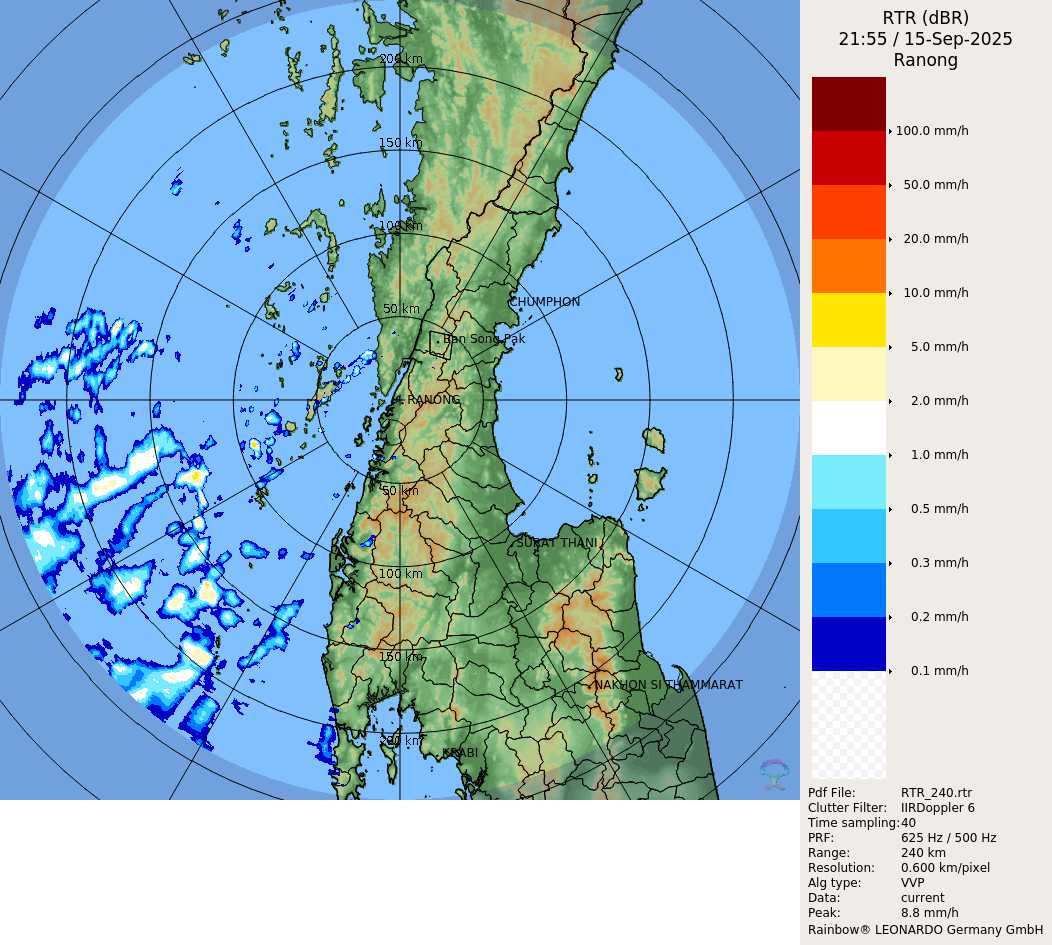 RTR (dBR)
21:55 / 15-Sep-2025
Ranong
200 km
150 km
100 km
50 km
CHUMPHON
Ban Song Pak
RANONG
50 km
SURAT THANI
100 km
150 km
NAKHON SI THAMMARAT
200 km
KRABI
100.0 mm/h
50.0 mm/h
20.0 mm/h
10.0 mm/h
5.0 mm/h
2.0 mm/h
1.0 mm/h
0.5 mm/h
0.3 mm/h
0.2 mm/h
0.1 mm/h
Pdf File: RTR_240.rtr
Clutter Filter: IIRDoppler 6
Time sampling:40
PRF: 625 Hz / 500 Hz
Range: 240 km
Resolution: 0.600 km/pixel
Alg type: VVP
Data: current
Peak: 8.8 mm/h
Rainbow® LEONARDO Germany GmbH